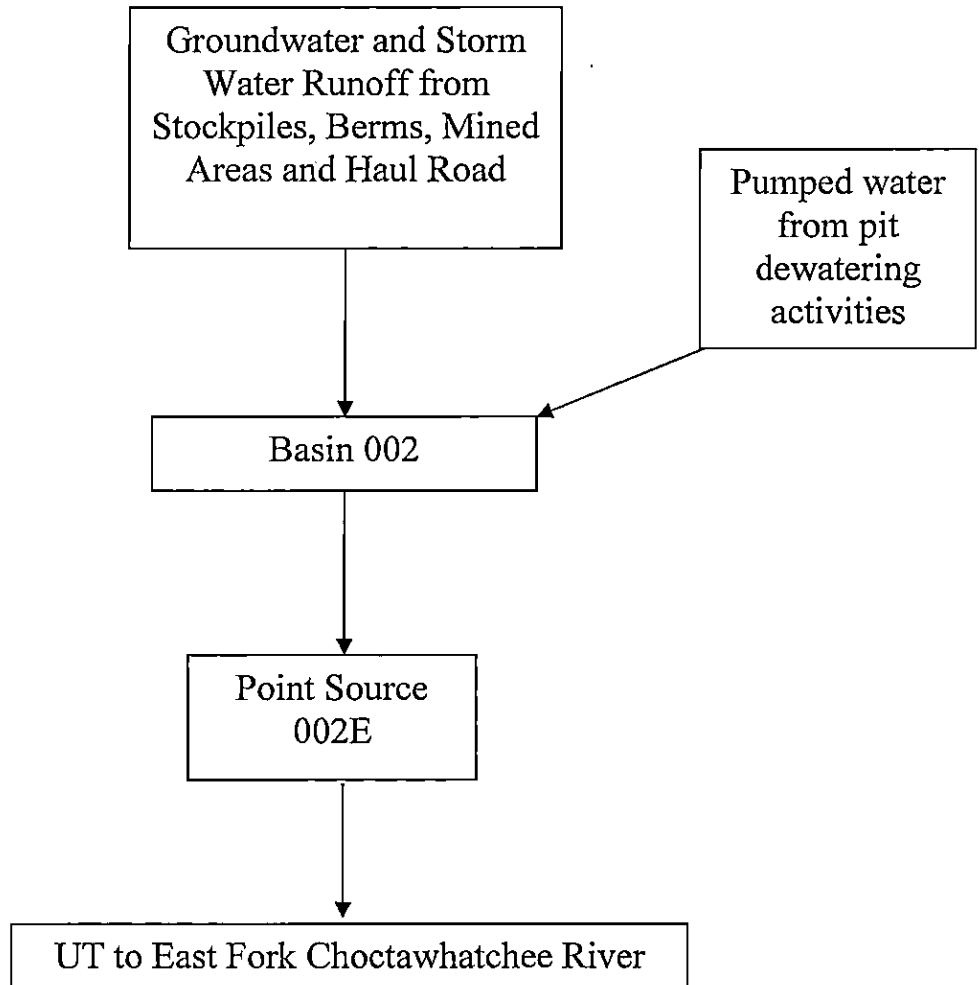 Groundwater and Storm
Water Runoff from
Stockpiles, Berms, Mined
Areas and Haul Road
Pumped water
from pit
dewatering
activities
Basin 002
Point Source
002E
UT to East Fork Choctawhatchee River